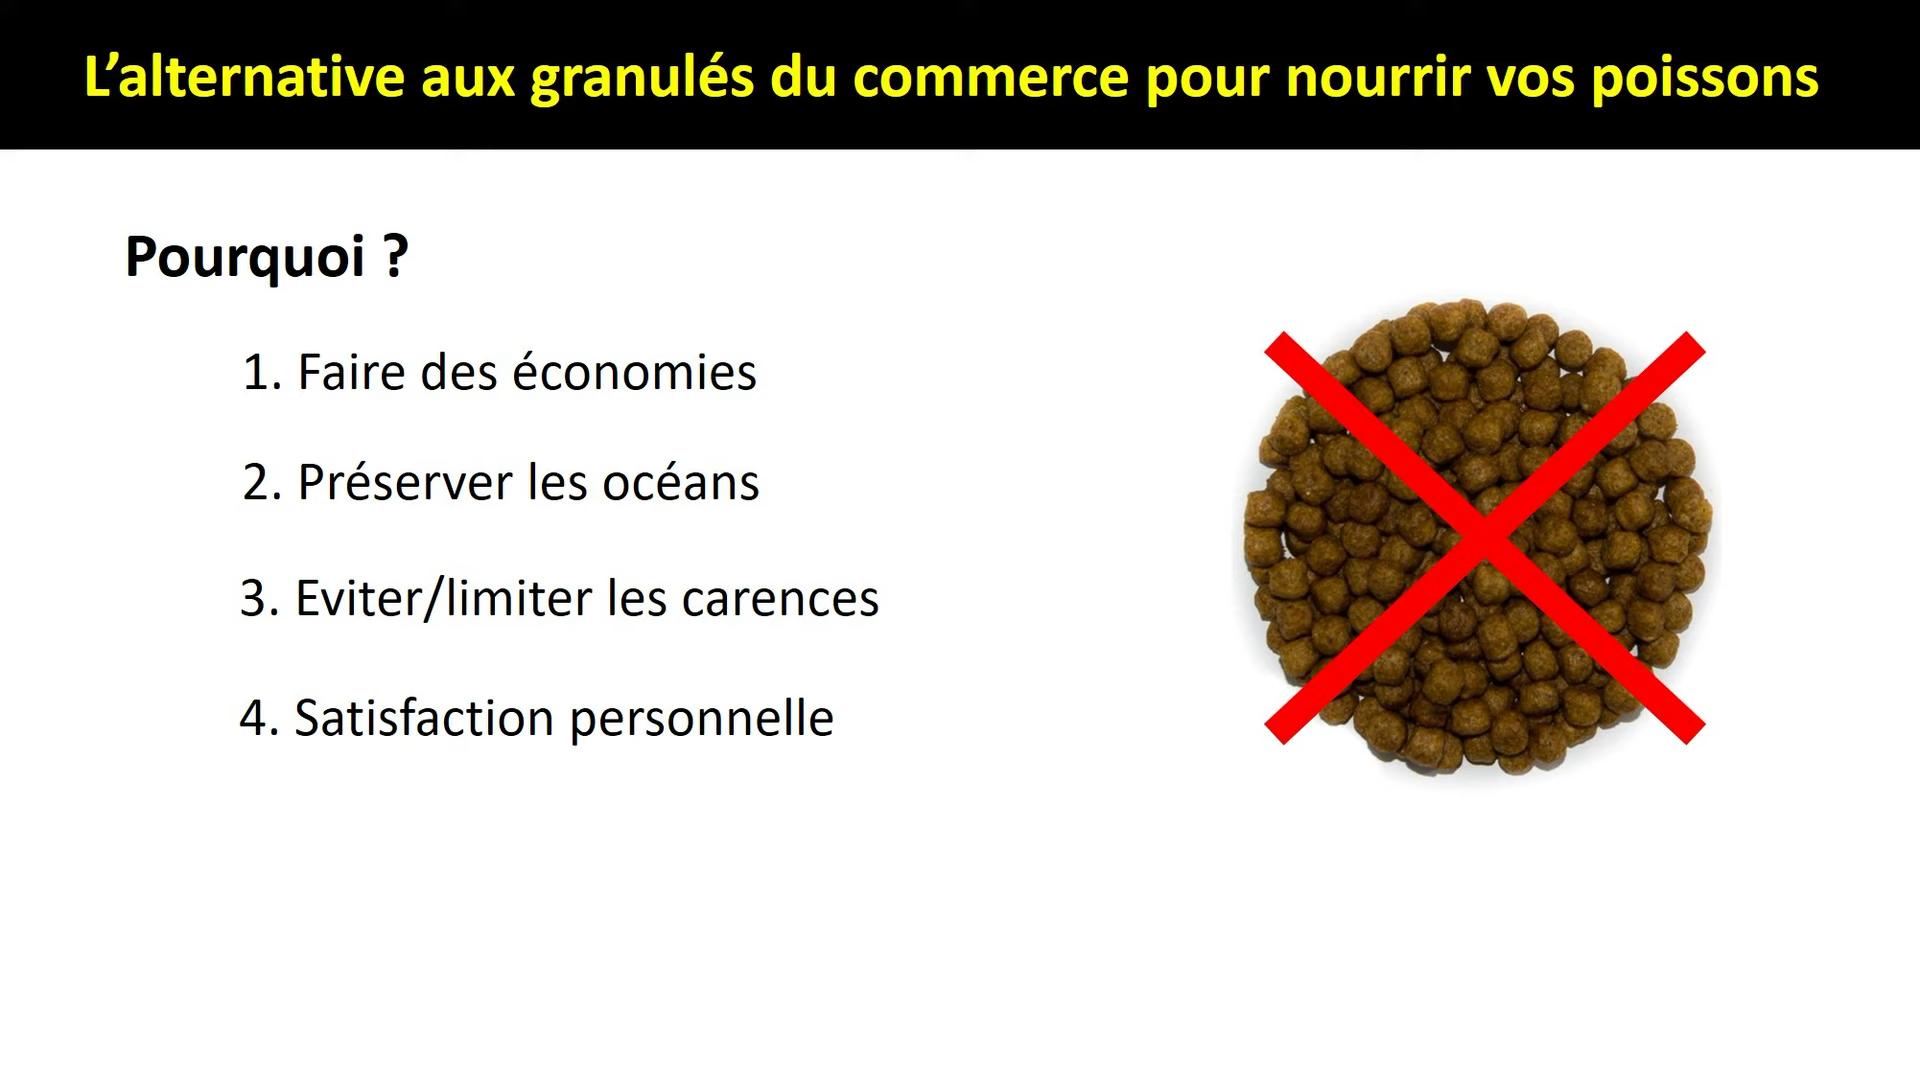 L’alternative aux granulés du commerce pour nourrir vos poissons
Pourquoi ?
1. Faire des économies
2. Préserver les océans
3. Eviter/limiter les carences
4. Satisfaction personnelle